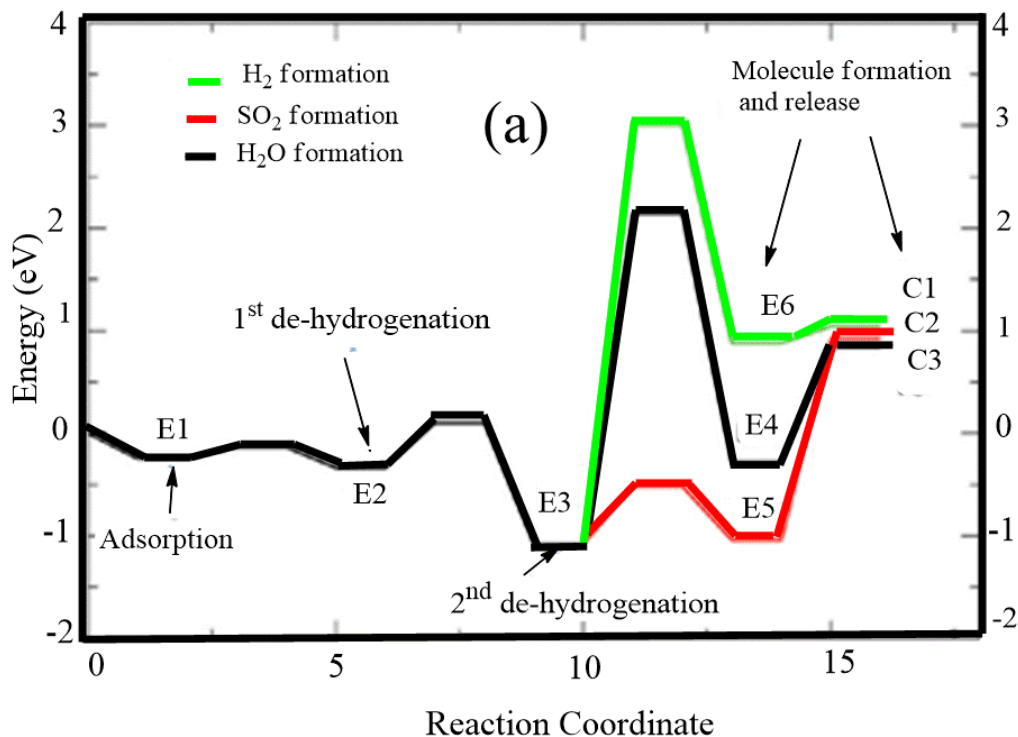 4
3
2
1
0
-1
-2
4
3
2
1
0
-1
-2
H₂ formation
SO₂ formation
H₂O formation
(a)
Molecule formation
and release
1st de-hydrogenation
E1
E2
E3
E4
E5
E6
C1
C2
C3
Adsorption
2nd de-hydrogenation
0
5
10
15
Energy (eV)
Reaction Coordinate